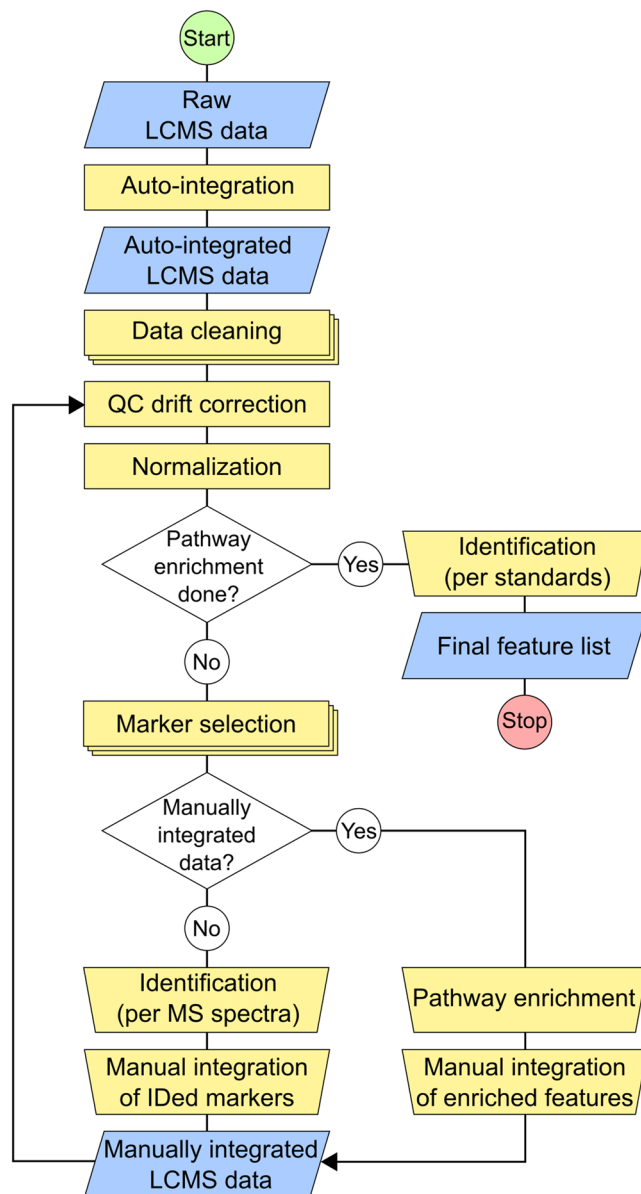 Start
Raw
LCMS data
Auto-integration
Auto-integrated
LCMS data
Data cleaning
QC drift correction
Normalization
Pathway
enrichment
done?
Yes
Identification
(per standards)
Final feature list
Stop
No
Marker selection
Manually
integrated
data?
Yes
No
Identification
(per MS spectra)
Manual integration
of IDed markers
Pathway enrichment
Manual integration
of enriched features
Manually integrated
LCMS data